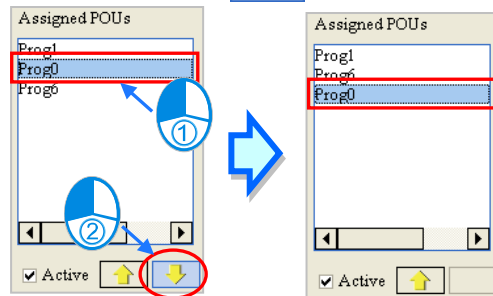 Assigned POUs
Prog1
Prog0
Prog6
①
②
Active
Assigned POUs
Prog1
Prog6
Prog0
Active